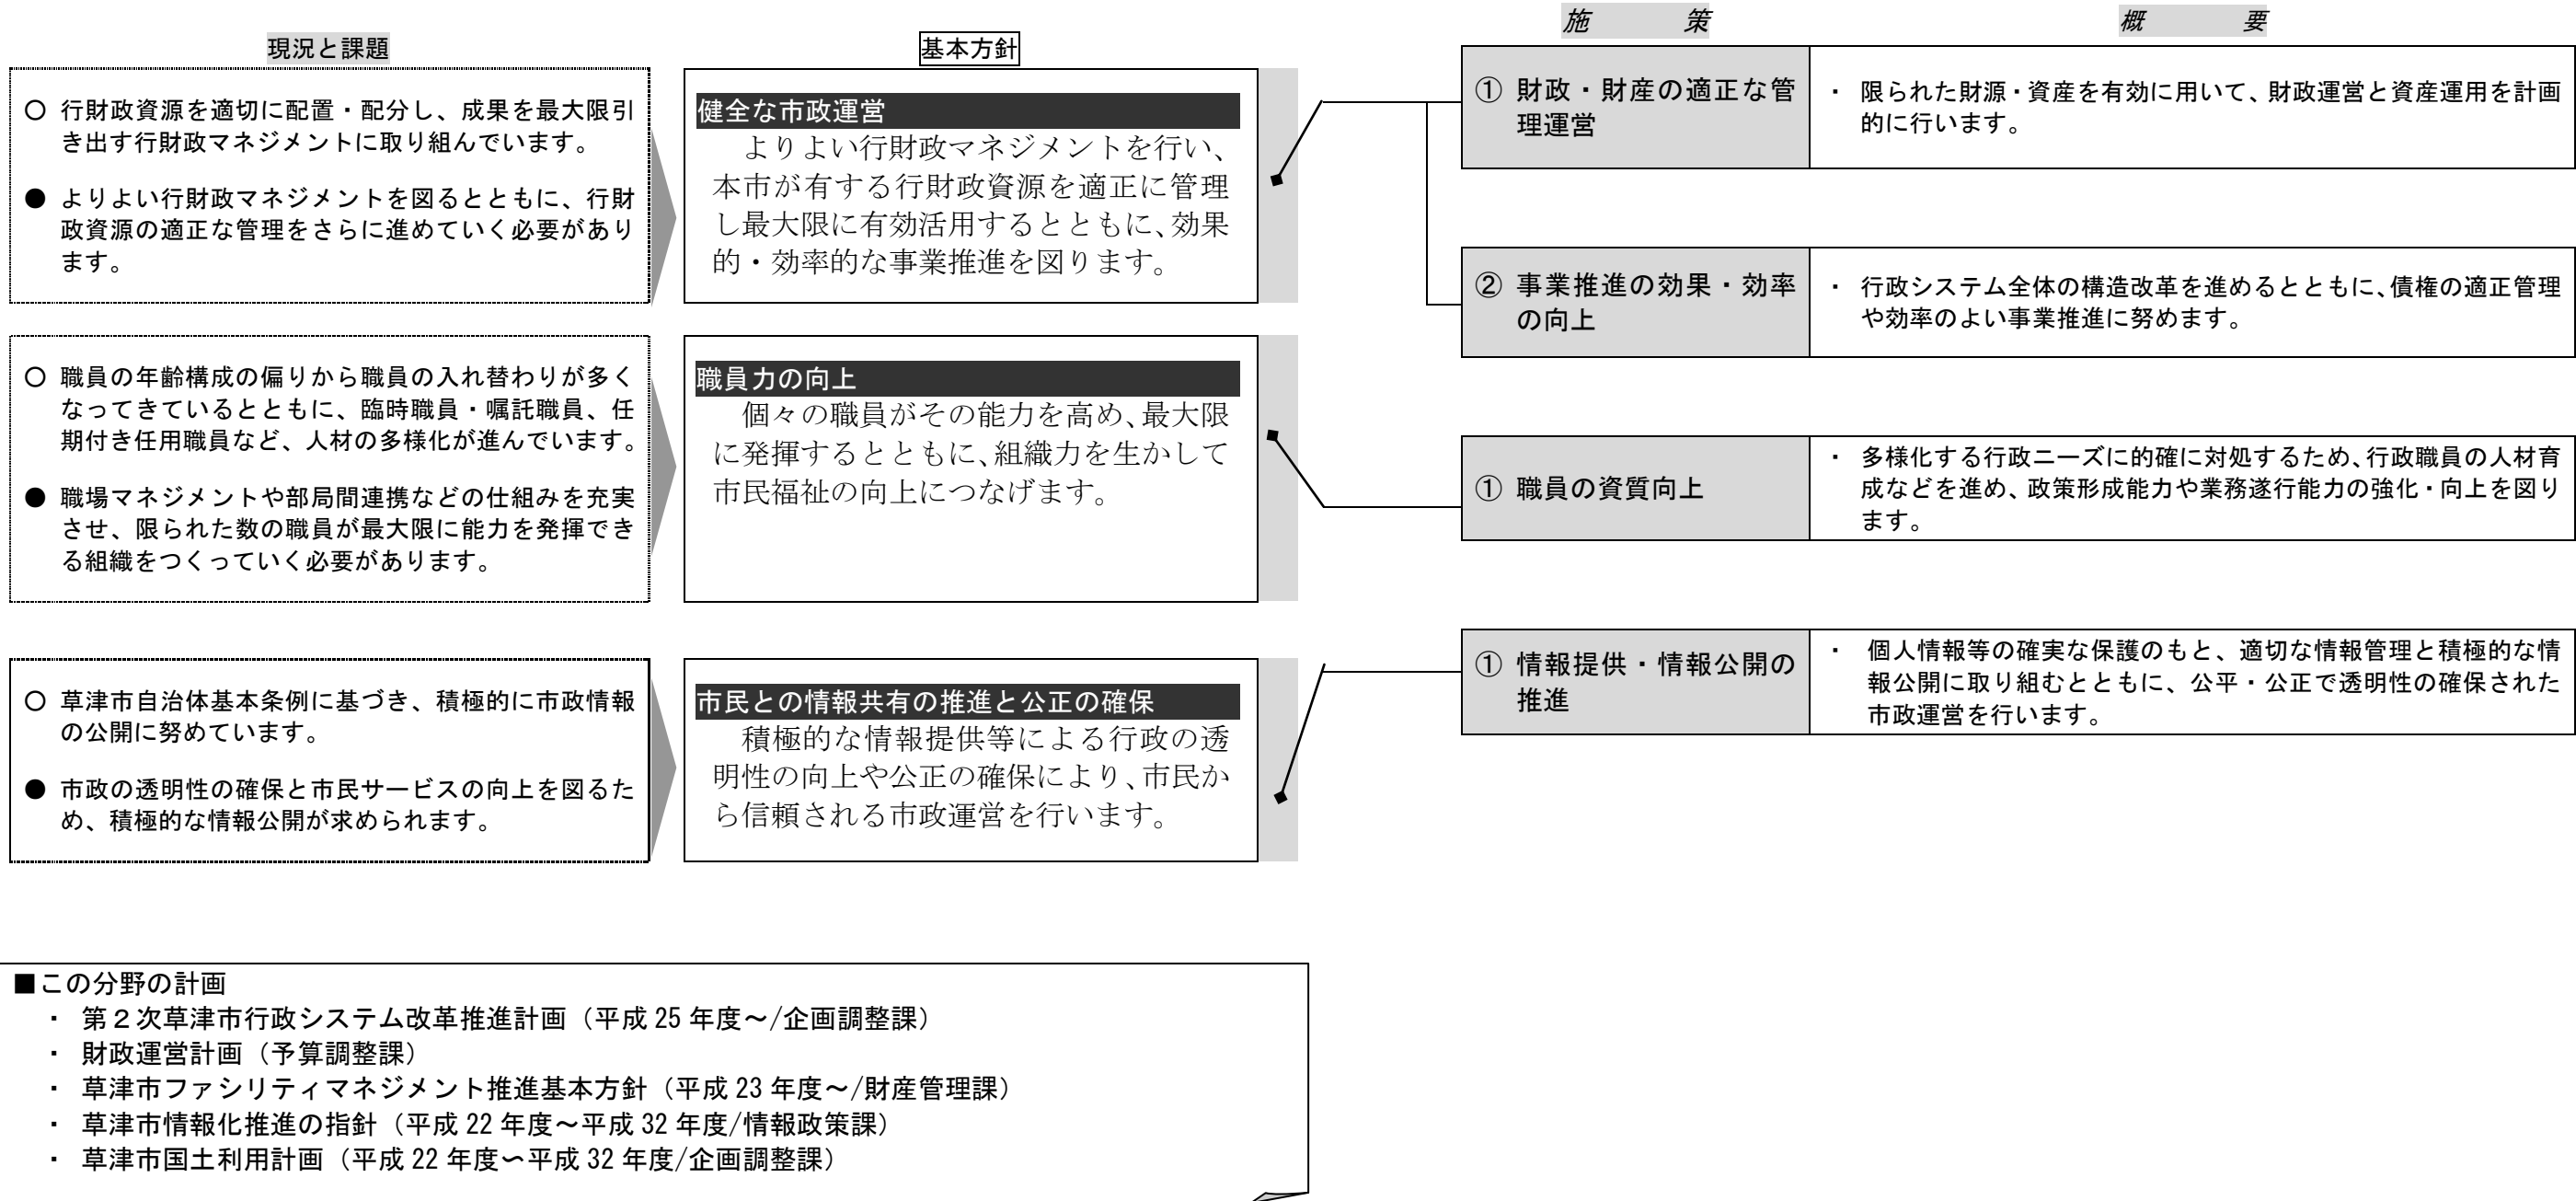 現況と課題
○ 行財政資源を適切に配置・配分し、成果を最大限引
き出す行財政マネジメントに取り組んでいます。
● よりよい行財政マネジメントを図るとともに、行財
政資源の適正な管理をさらに進めていく必要があり
ます。
○ 職員の年齢構成の偏りから職員の入れ替わりが多く
なってきているとともに、臨時職員・嘱託職員、任
期付き任用職員など、人材の多様化が進んでいます。
● 職場マネジメントや部局間連携などの仕組みを充実
させ、限られた数の職員が最大限に能力を発揮でき
る組織をつくっていく必要があります。
○ 草津市自治体基本条例に基づき、積極的に市政情報
の公開に努めています。
● 市政の透明性の確保と市民サービスの向上を図るた
め、積極的な情報公開が求められます。
基本方針
健全な市政運営
よりよい行財政マネジメントを行い、
本市が有する行財政資源を適正に管理
し最大限に有効活用するとともに、効果
的・効率的な事業推進を図ります。
職員力の向上
個々の職員がその能力を高め、最大限
に発揮するとともに、組織力を生かして
市民福祉の向上につなげます。
市民との情報共有の推進と公正の確保
積極的な情報提供等による行政の透
明性の向上や公正の確保により、市民か
ら信頼される市政運営を行います。
施 策
概 要
① 財政・財産の適正な管
理運営
・ 限られた財源・資産を有効に用いて、財政運営と資産運用を計画
的に行います。
② 事業推進の効果・効率
の向上
・ 行政システム全体の構造改革を進めるとともに、債権の適正管理
や効率のよい事業推進に努めます。
① 職員の資質向上
・ 多様化する行政ニーズに的確に対処するため、行政職員の人材育
成などを進め、政策形成能力や業務遂行能力の強化・向上を図り
ます。
① 情報提供・情報公開の
推進
・ 個人情報等の確実な保護のもと、適切な情報管理と積極的な情
報公開に取り組むとともに、公平・公正で透明性の確保された
市政運営を行います。
■この分野の計画
・ 第２次草津市行政システム改革推進計画（平成 25 年度～/企画調整課）
・ 財政運営計画（予算調整課）
・ 草津市ファシリティマネジメント推進基本方針（平成 23 年度～/財産管理課）
・ 草津市情報化推進の指針（平成 22 年度～平成 32 年度/情報政策課）
・ 草津市国土利用計画（平成 22 年度〜平成 32 年度/企画調整課）